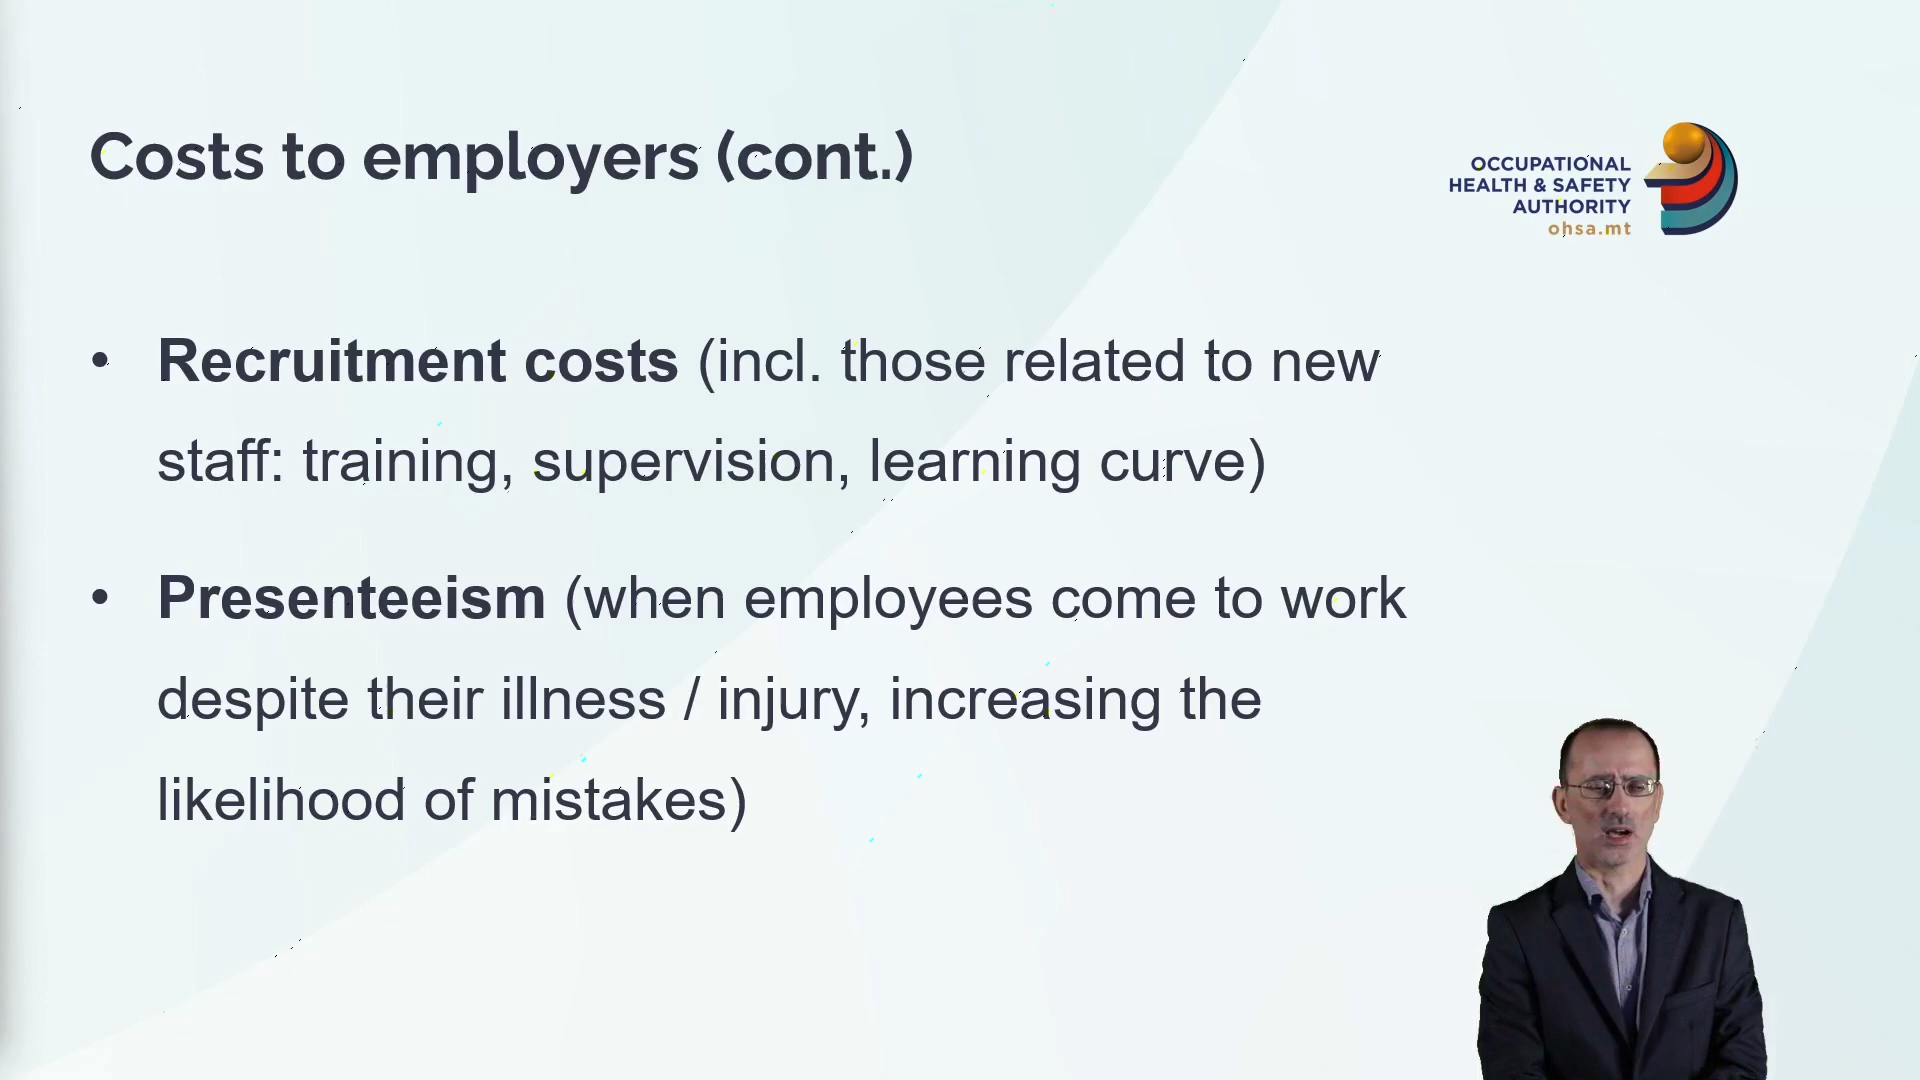 Costs to employers (cont.)
OCCUPATIONAL
HEALTH & SAFETY
AUTHORITY
ohsa.mt
• Recruitment costs (incl. those related to new
staff: training, supervision, learning curve)
• Presenteeism (when employees come to work
despite their illness / injury, increasing the
likelihood of mistakes)